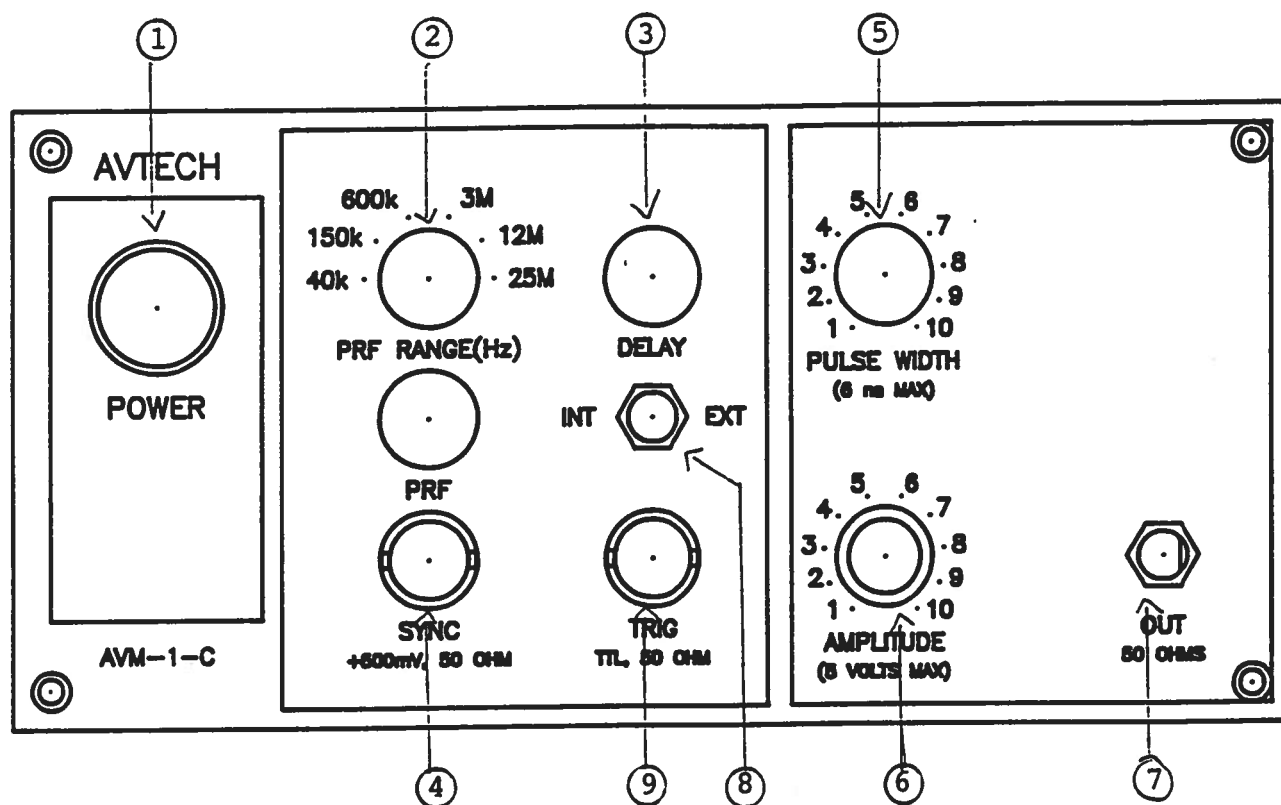 1 2 3 5
AVTECH
POWER
AVM-1-C
600k 3M
150k 12M
40k 25M
PRF RANGE(Hz)
PRF
SYNC
+500mV, 50 OHM
DELAY
INT EXT
TRIG
TTL, 50 OHM
5 6
4 7
3 8
2 9
1 10
PULSE WIDTH
(6 ns MAX)
5 6
4 7
3 8
2 9
1 10
AMPLITUDE
(5 VOLTS MAX)
OUT
50 OHMS
4 9 8 6 7